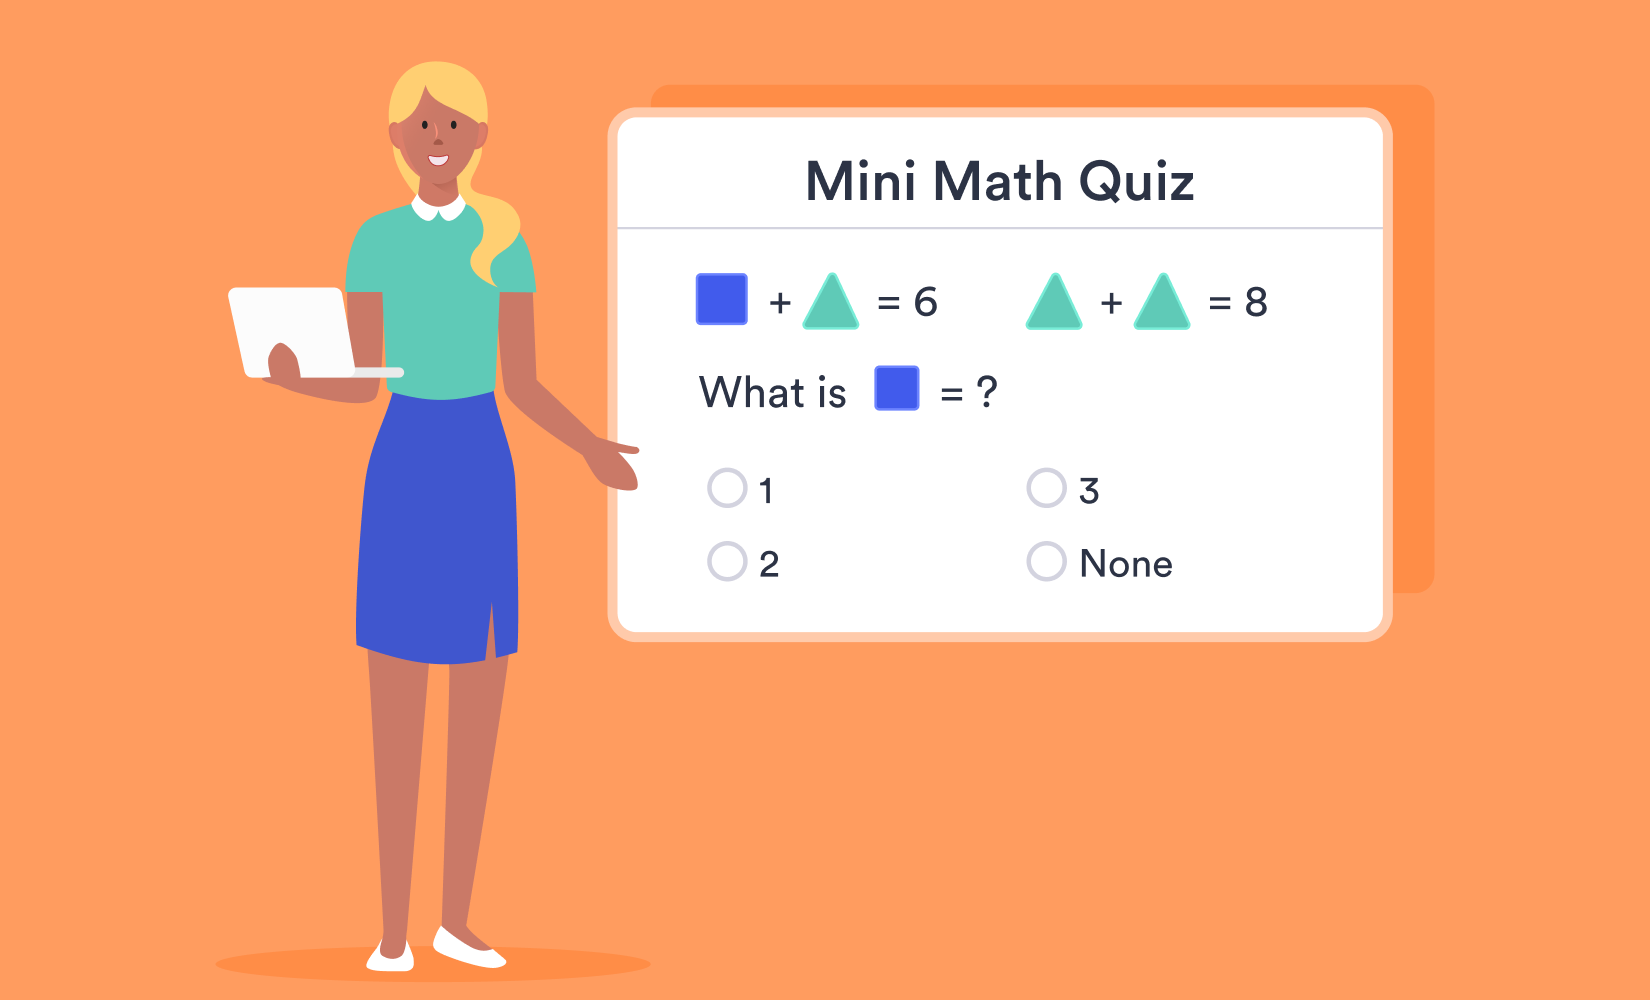 Mini Math Quiz
+ = 6
+ = 8
What is = ?
1
3
2
None